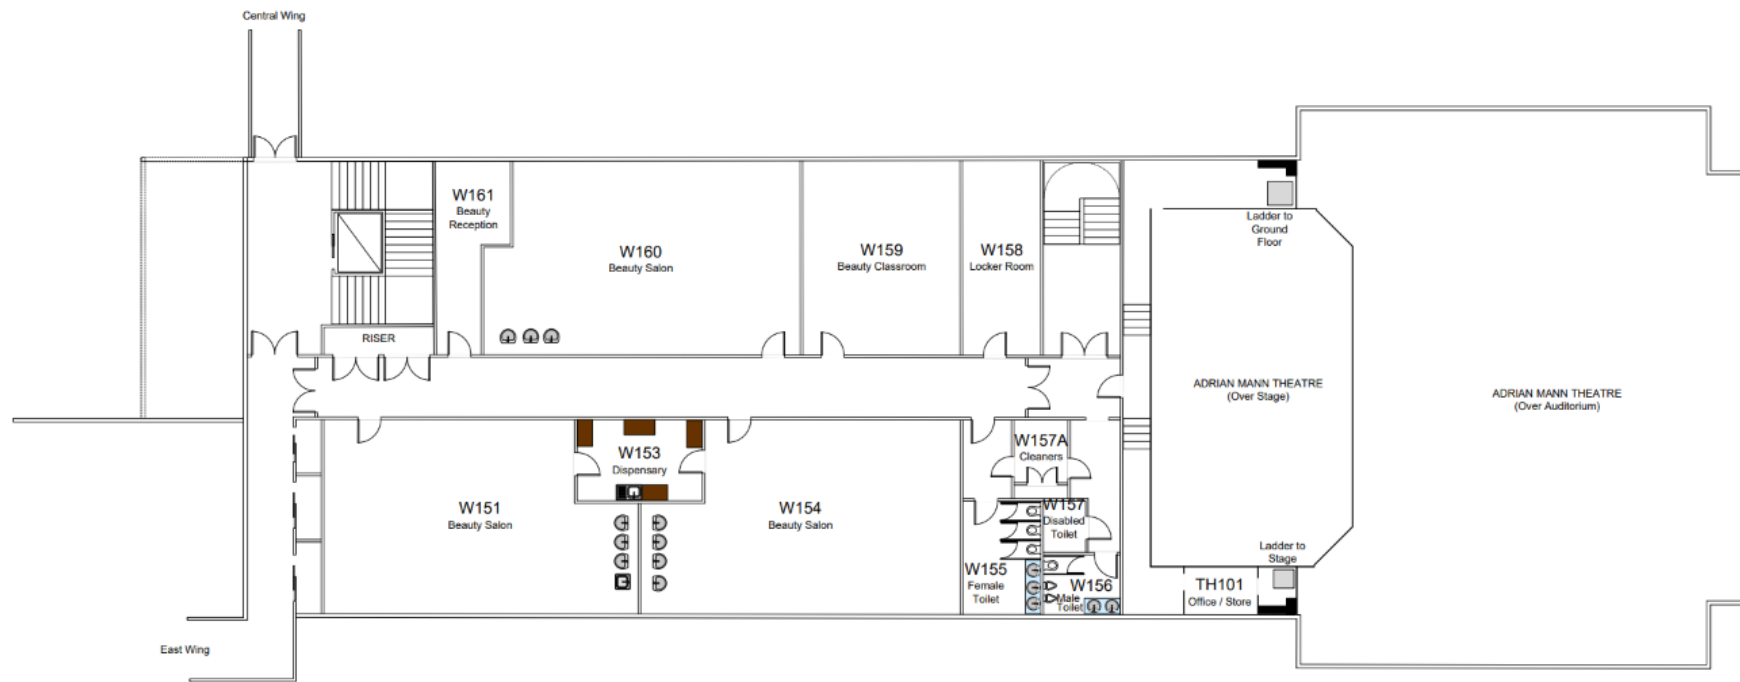 Central Wing
W161
Beauty
Reception
W160
Beauty Salon
W159
Beauty Classroom
W158
Locker Room
Ladder to
Ground
Floor
RISER
ADRIAN MANN THEATRE
(Over Stage)
ADRIAN MANN THEATRE
(Over Auditorium)
W153
Dispensary
W157A
Cleaners
W151
Beauty Salon
W154
Beauty Salon
W157
Disabled
Toilet
Ladder to
Stage
W155
Female
Toilet
W156
Male
Toilet
TH101
Office / Store
East Wing